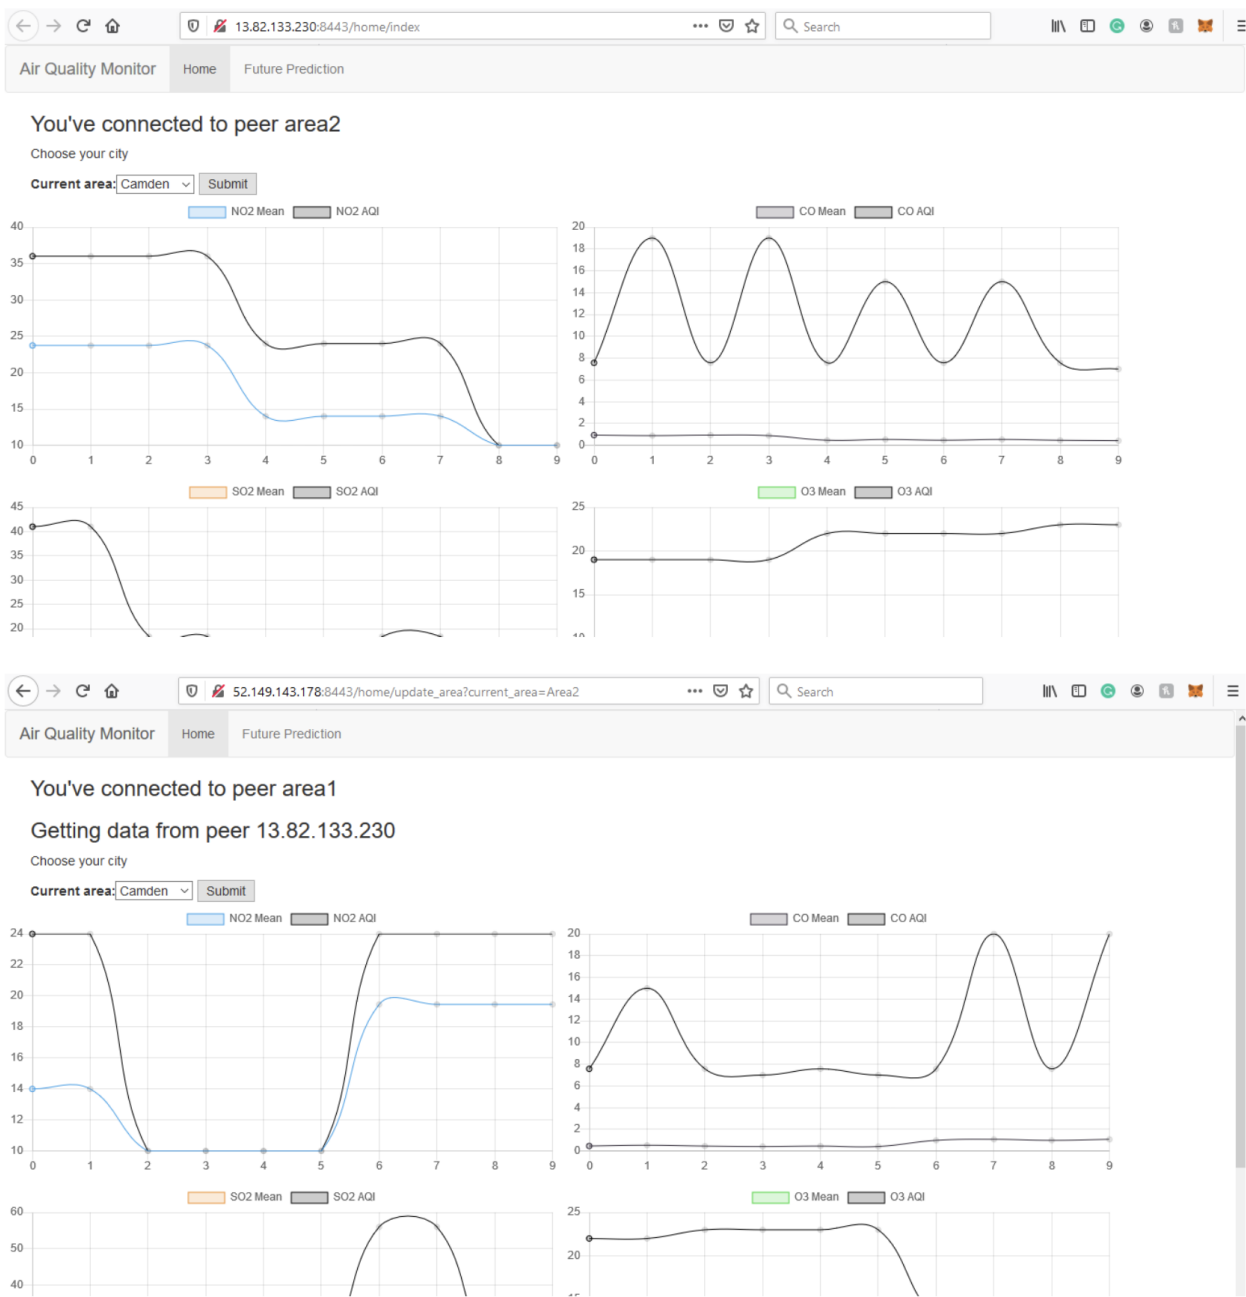 13.82.133.230:8443/home/index
Search
Air Quality Monitor Home Future Prediction
You've connected to peer area2
Choose your city
Current area: Camden Submit
NO2 Mean NO2 AQI
40
35
30
25
20
15
10
0 1 2 3 4 5 6 7 8 9
CO Mean CO AQI
20
18
16
14
12
10
8
6
4
2
0
0 1 2 3 4 5 6 7 8 9
SO2 Mean SO2 AQI
45
40
35
30
25
20
O3 Mean O3 AQI
25
20
15
10
52.149.143.178:8443/home/update_area?current_area=Area2
Search
Air Quality Monitor Home Future Prediction
You've connected to peer area1
Getting data from peer 13.82.133.230
Choose your city
Current area: Camden Submit
NO2 Mean NO2 AQI
24
22
20
18
16
14
12
10
0 1 2 3 4 5 6 7 8 9
CO Mean CO AQI
20
18
16
14
12
10
8
6
4
2
0
0 1 2 3 4 5 6 7 8 9
SO2 Mean SO2 AQI
60
50
40
O3 Mean O3 AQI
25
20
15